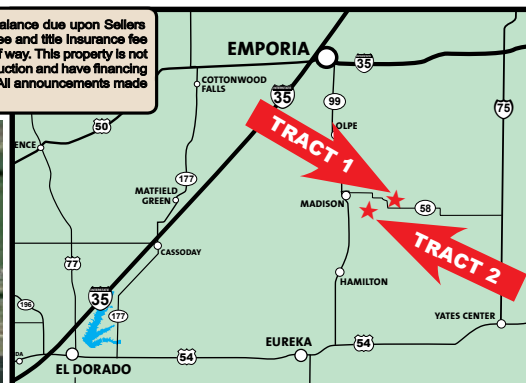 alance due upon Sellers
ee and title insurance fee
f way. This property is not
uction and have financing
All announcements made
EMPORIA
35
COTTONWOOD
FALLS
35
99
75
OLPE
TRACT 1
50
ENCE
177
MATFIELD
GREEN
MADISON
58
CASSODAY
TRACT 2
77
HAMILTON
35
196
177
YATES CENTER
EUREKA
54
54
DA
EL DORADO